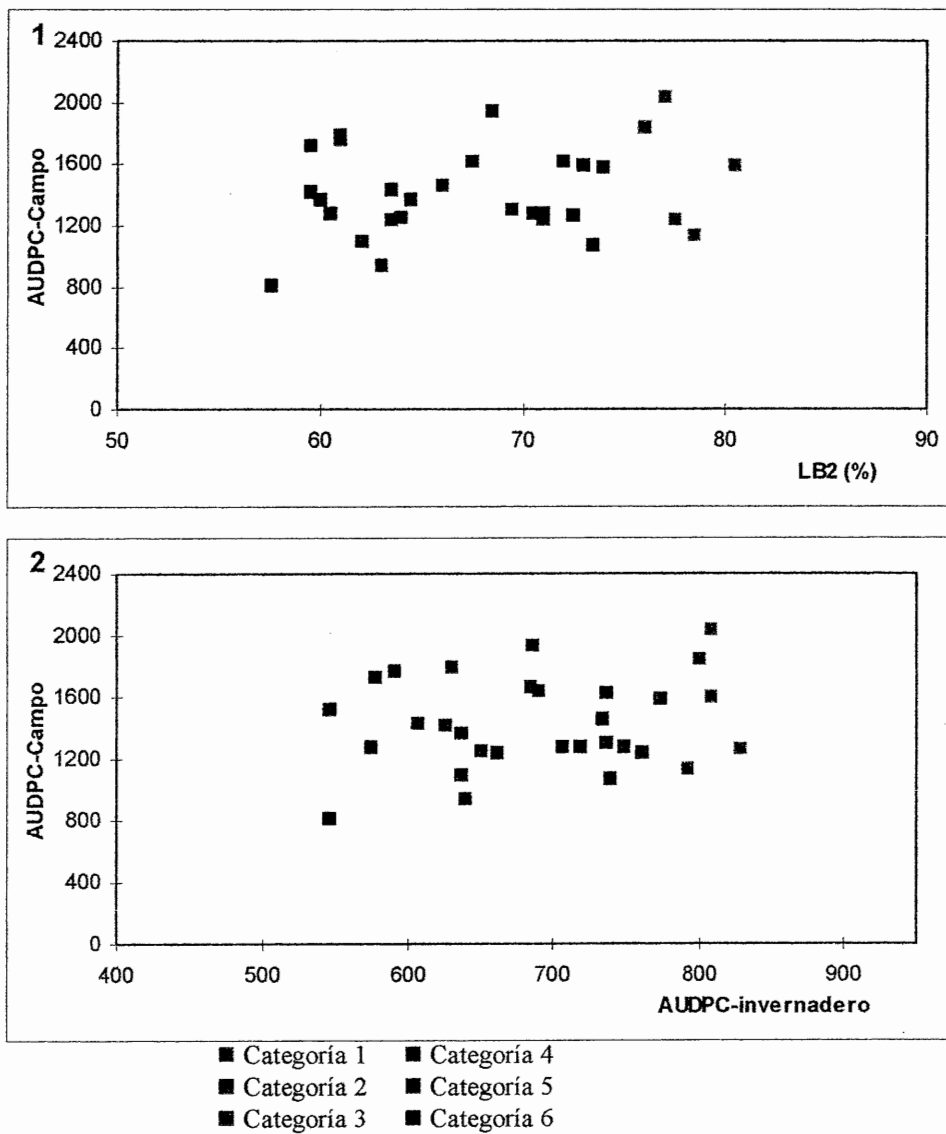 1
2400
2000
1600
1200
800
400
0
AUDPC-Campo
50 60 70 80 90
LB2 (%)
2
2400
2000
1600
1200
800
400
0
AUDPC-Campo
400 500 600 700 800 900
AUDPC-invernadero
Categoría 1 Categoría 4
Categoría 2 Categoría 5
Categoría 3 Categoría 6